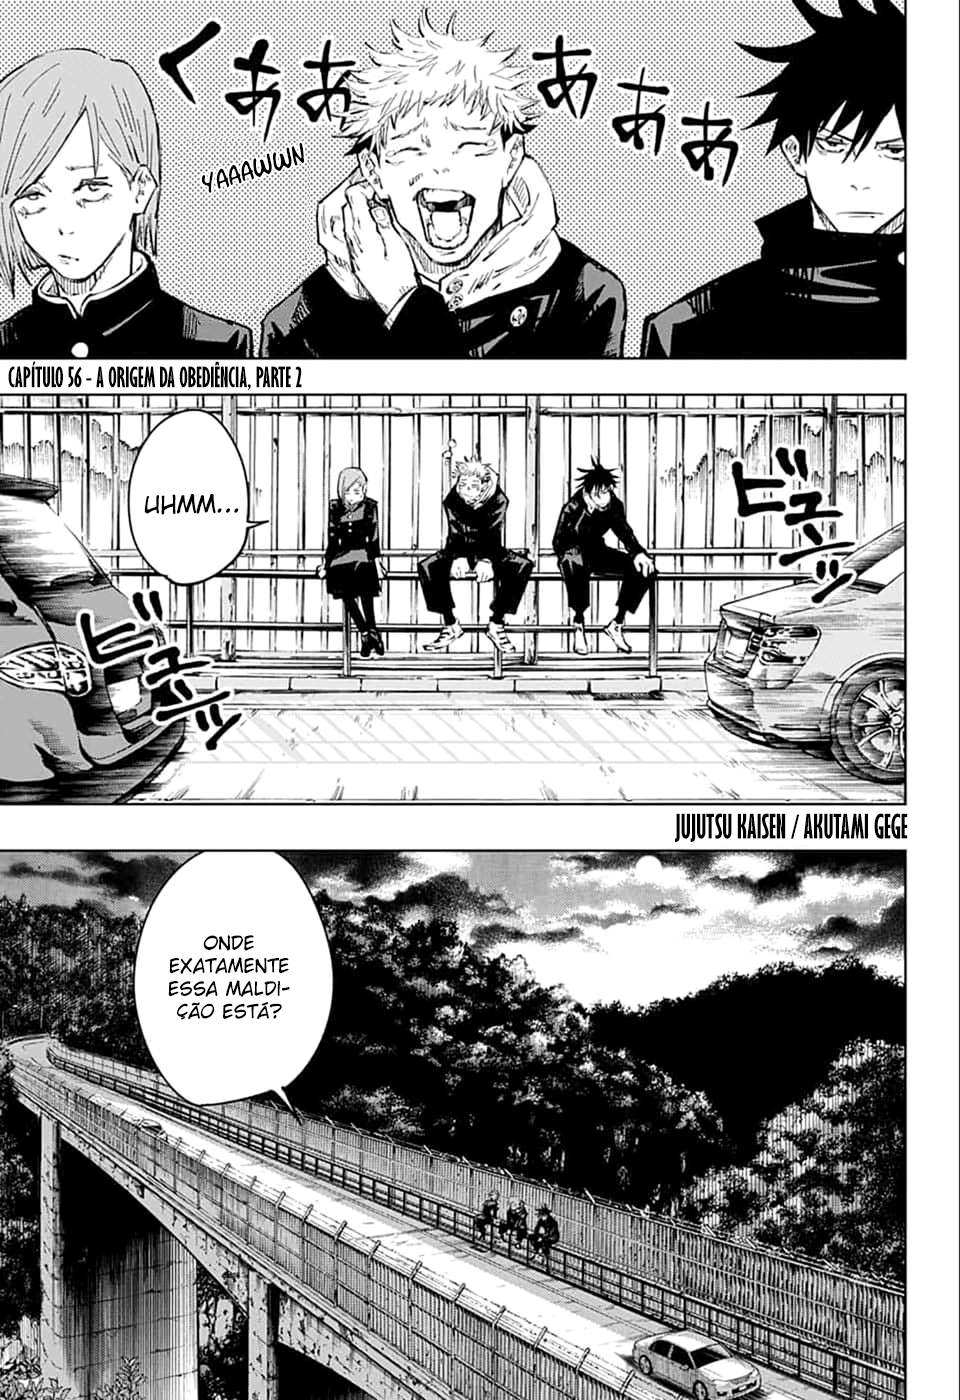 くぁあああああ
YAAAWWN
CAPÍTULO 56 - A ORIGEM DA OBEDIÊNCIA, PARTE 2
UHMM...
ビュンッ
ビュンッ
JUJUTSU KAISEN / AKUTAMI GEGE
ONDE
EXATAMENTE
ESSA MALDI-
ÇÃO ESTÁ?